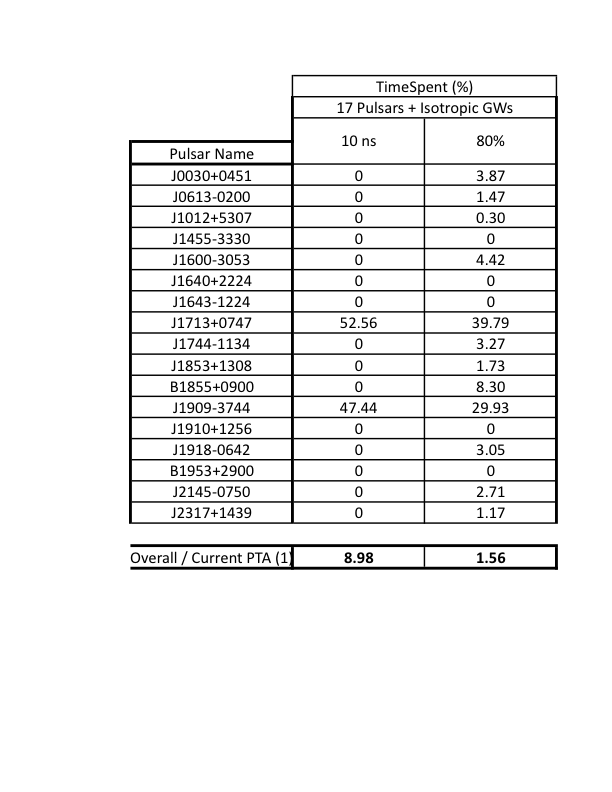 TimeSpent (%)
17 Pulsars + Isotropic GWs
10 ns 80%
Pulsar Name
J0030+0451 0 3.87
J0613-0200 0 1.47
J1012+5307 0 0.30
J1455-3330 0 0
J1600-3053 0 4.42
J1640+2224 0 0
J1643-1224 0 0
J1713+0747 52.56 39.79
J1744-1134 0 3.27
J1853+1308 0 1.73
B1855+0900 0 8.30
J1909-3744 47.44 29.93
J1910+1256 0 0
J1918-0642 0 3.05
B1953+2900 0 0
J2145-0750 0 2.71
J2317+1439 0 1.17
Overall / Current PTA (1) 8.98 1.56